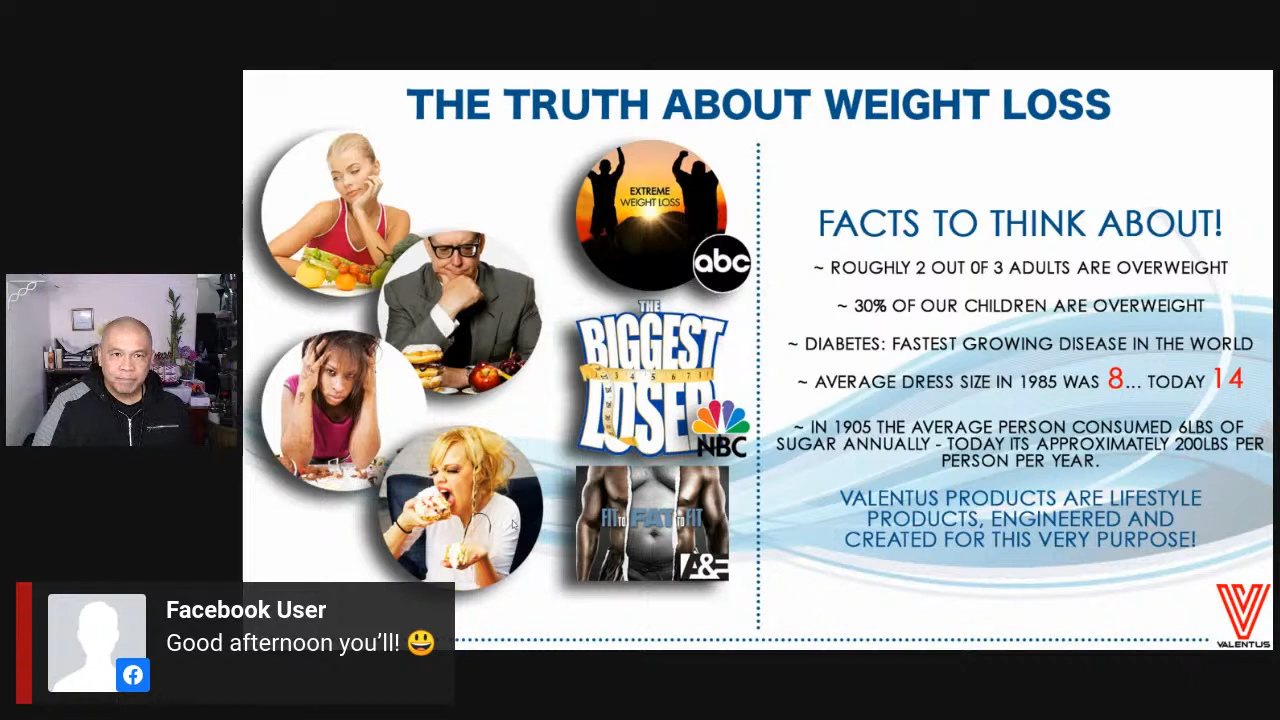 THE TRUTH ABOUT WEIGHT LOSS
EXTREME
WEIGHT LOSS
abc
THE
BIGGEST
LOSER
NBC
FIT TO FAT TO FIT
A&E
FACTS TO THINK ABOUT!
~ ROUGHLY 2 OUT OF 3 ADULTS ARE OVERWEIGHT
~ 30% OF OUR CHILDREN ARE OVERWEIGHT
~ DIABETES: FASTEST GROWING DISEASE IN THE WORLD
~ AVERAGE DRESS SIZE IN 1985 WAS 8... TODAY 14
~ IN 1905 THE AVERAGE PERSON CONSUMED 6LBS OF
SUGAR ANNUALLY - TODAY ITS APPROXIMATELY 200LBS PER
PERSON PER YEAR.
VALENTUS PRODUCTS ARE LIFESTYLE
PRODUCTS, ENGINEERED AND
CREATED FOR THIS VERY PURPOSE!
VALENTUS
Facebook User
Good afternoon you’ll! 😃